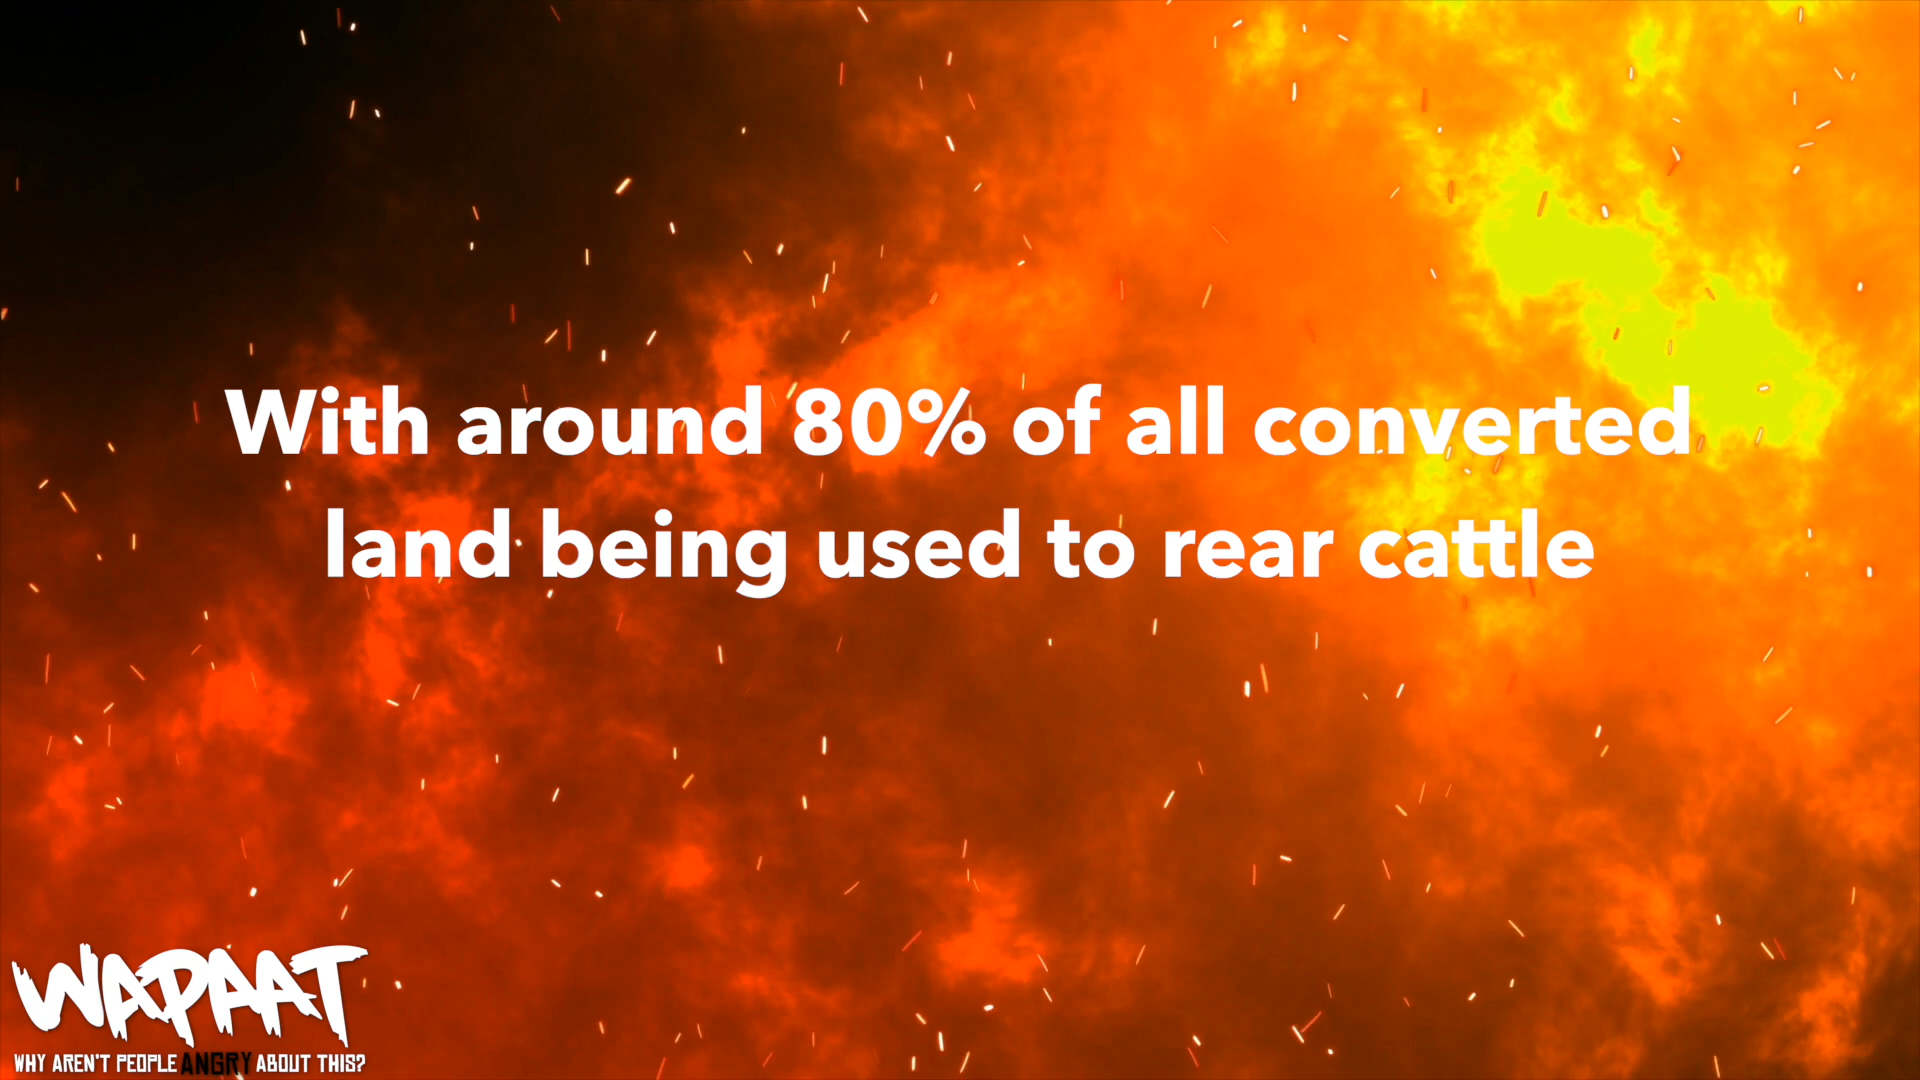 With around 80% of all converted
land being used to rear cattle
WAPAAT
WHY AREN'T PEOPLE ANGRY ABOUT THIS?